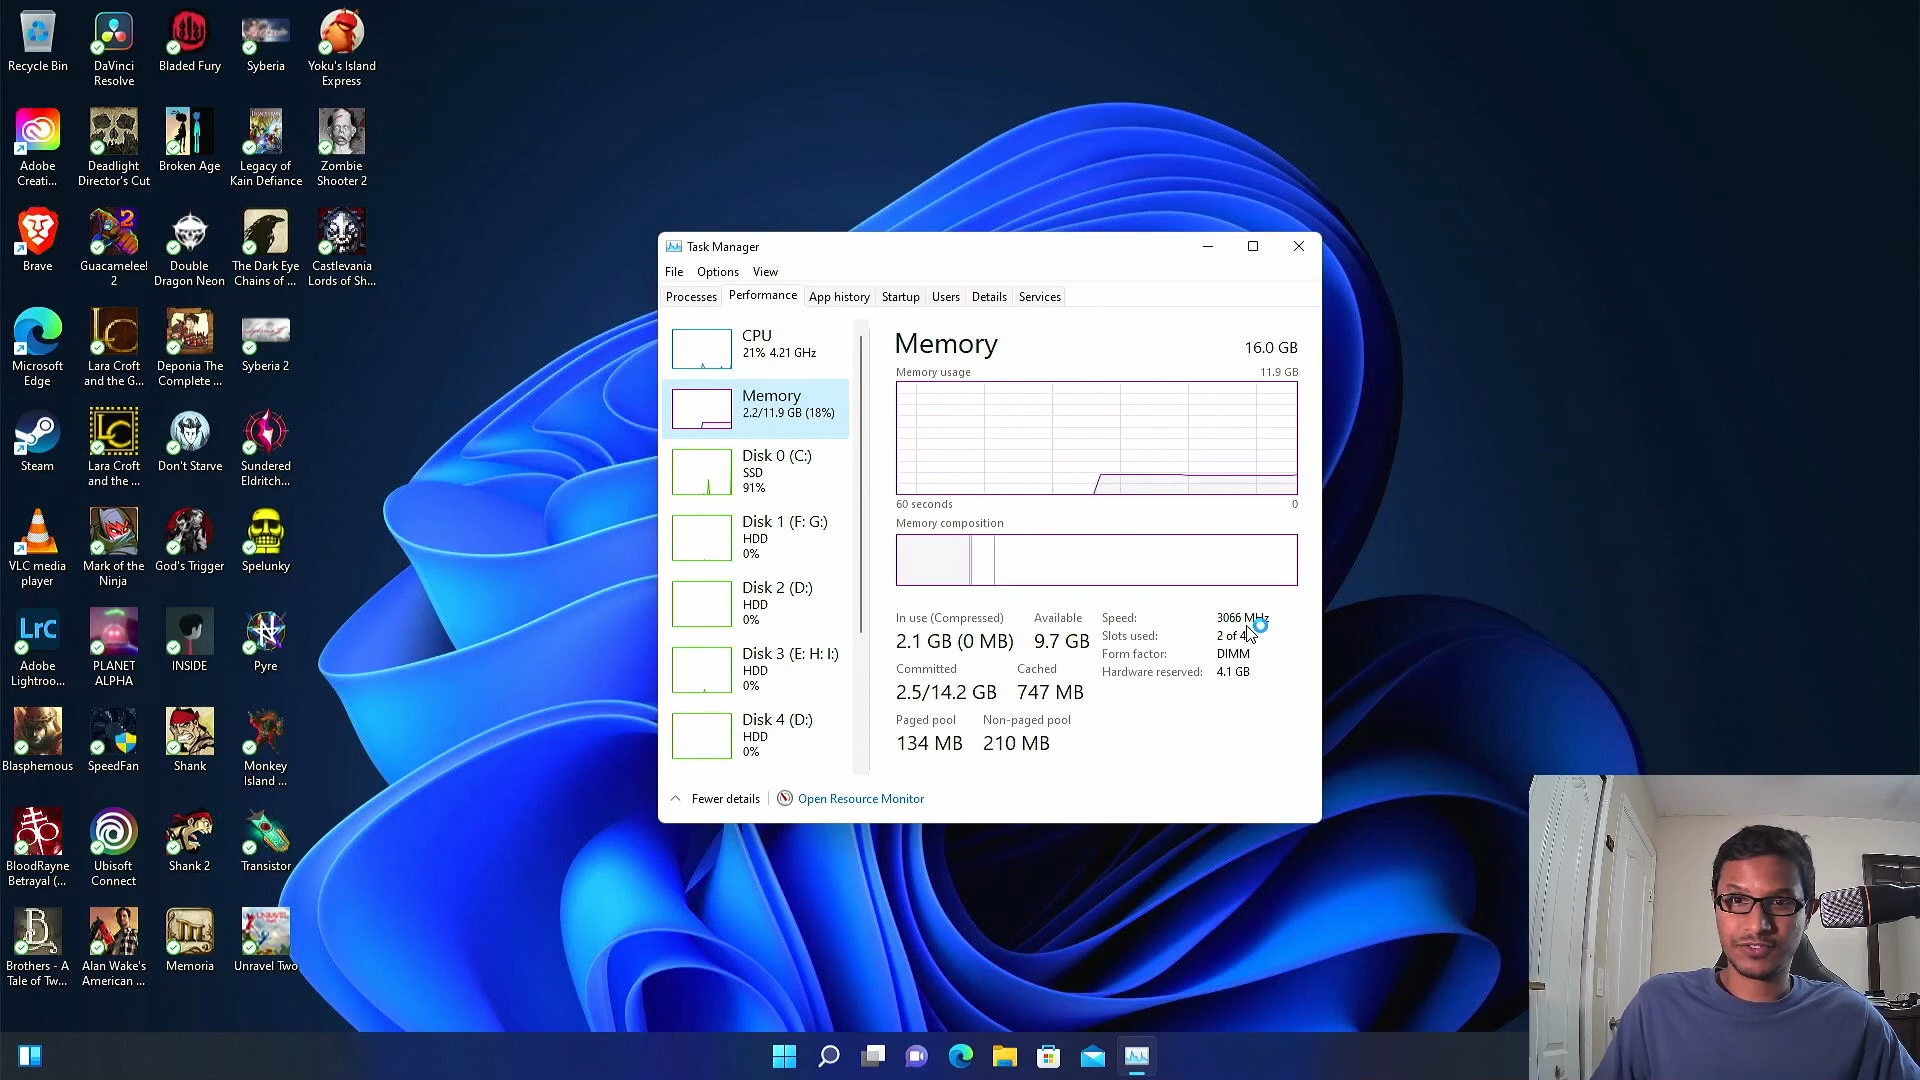 Recycle Bin
DaVinci
Resolve
Bladed Fury
Syberia
Yoku's Island
Express
Adobe
Creati...
Deadlight
Director's Cut
Broken Age
Legacy of
Kain Defiance
Zombie
Shooter 2
Brave
Guacamelee!
2
Double
Dragon Neon
The Dark Eye
Chains of ...
Castlevania
Lords of Sh...
Microsoft
Edge
Lara Croft
and the G...
Deponia The
Complete ...
Syberia 2
Steam
Lara Croft
and the ...
Don't Starve
Sundered
Eldritch...
VLC media
player
Mark of the
Ninja
God's Trigger
Spelunky
LrC
Adobe
Lightroo...
PLANET
ALPHA
INSIDE
Pyre
Blasphemous
SpeedFan
Shank
Monkey
Island ...
BloodRayne
Betrayal (...
Ubisoft
Connect
Shank 2
Transistor
Brothers - A
Tale of Tw...
Alan Wake's
American ...
Memoria
Unravel Two
Task Manager
File Options View
Processes Performance App history Startup Users Details Services
CPU
21% 4.21 GHz
Memory
2.2/11.9 GB (18%)
Disk 0 (C:)
SSD
91%
Disk 1 (F: G:)
HDD
0%
Disk 2 (D:)
HDD
0%
Disk 3 (E: H: I:)
HDD
0%
Disk 4 (D:)
HDD
0%
Memory 16.0 GB
Memory usage 11.9 GB
60 seconds 0
Memory composition
In use (Compressed) Available
2.1 GB (0 MB) 9.7 GB
Committed Cached
2.5/14.2 GB 747 MB
Paged pool Non-paged pool
134 MB 210 MB
Speed: 3066 MHz
Slots used: 2 of 4
Form factor: DIMM
Hardware reserved: 4.1 GB
Fewer details Open Resource Monitor